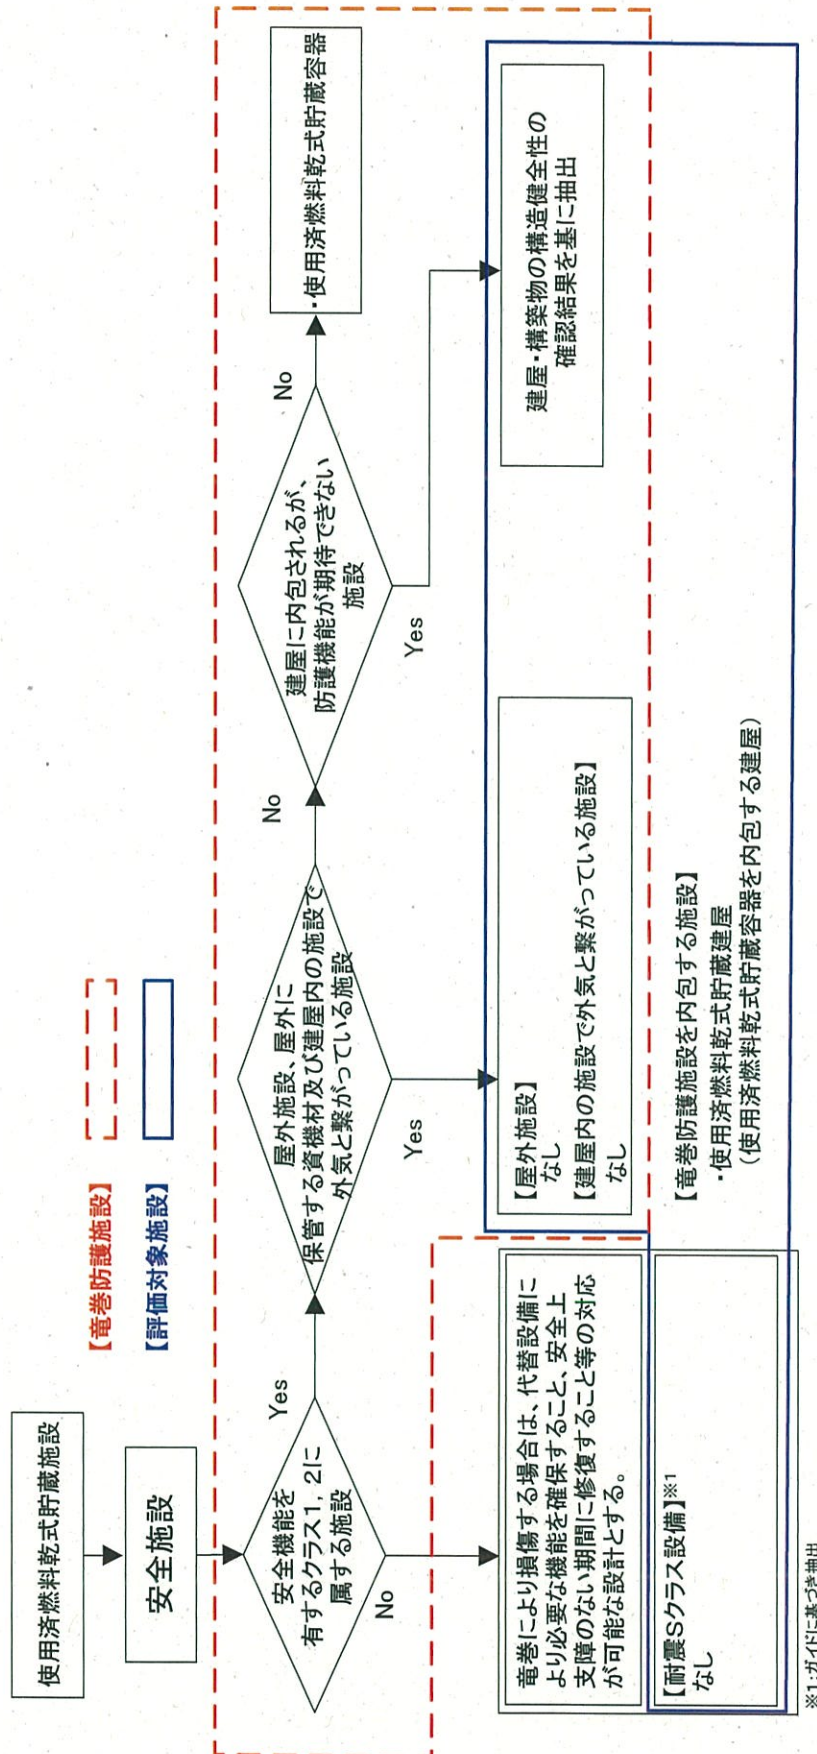 使用済燃料乾式貯蔵施設
安全施設
【竜巻防護施設】
【評価対象施設】
安全機能を
有するクラス1, 2に
属する施設
Yes
No
屋外施設、屋外に
保管する資機材及び建屋内の施設で
外気と繋がっている施設
No
Yes
建屋に内包されるが、
防護機能が期待できない
施設
No
Yes
・使用済燃料乾式貯蔵容器
竜巻により損傷する場合は、代替設備に
より必要な機能を確保すること、安全上
支障のない期間に修復すること等の対応
が可能な設計とする。
【耐震Sクラス設備】※1
なし
【屋外施設】
なし
【建屋内の施設で外気と繋がっている施設】
なし
建屋・構築物の構造健全性の
確認結果を基に抽出
【竜巻防護施設を内包する施設】
・使用済燃料乾式貯蔵建屋
（使用済燃料乾式貯蔵容器を内包する建屋）
※1:ガイドに基づき抽出